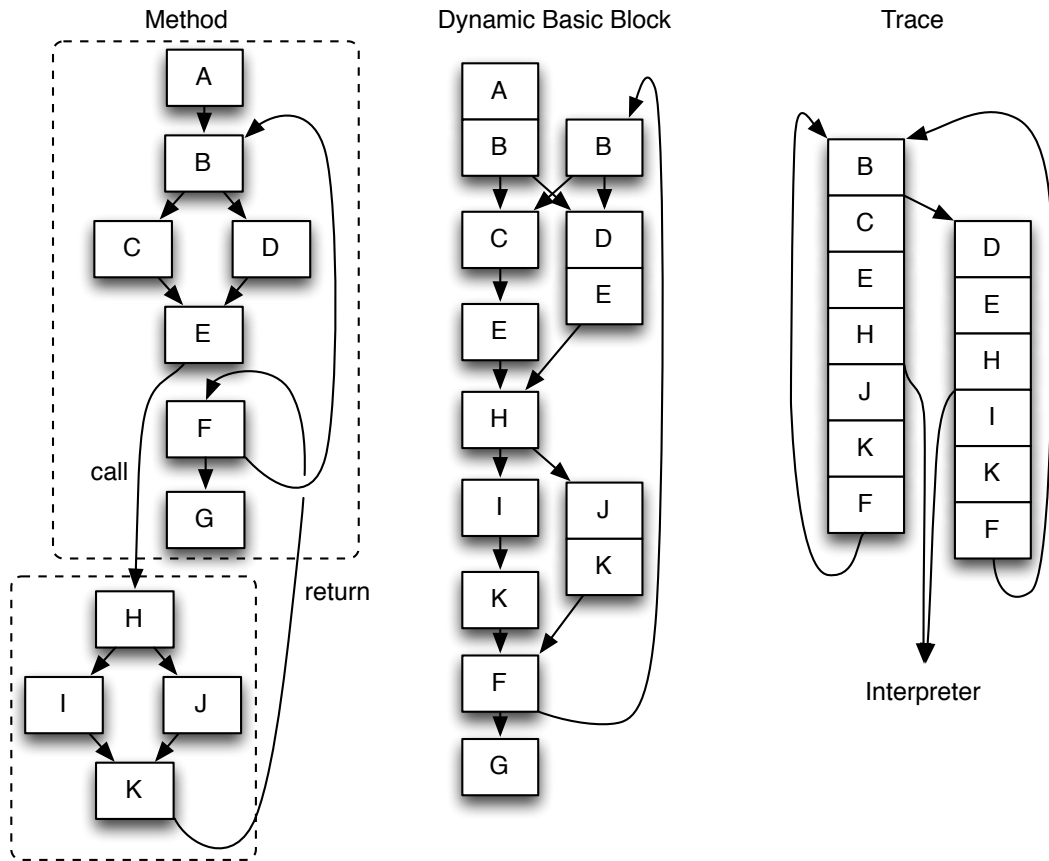 Method
A
B
C
D
E
F
G
call
return
H
I
J
K
Dynamic Basic Block
A
B
B
C
D
E
E
H
I
J
K
K
F
G
Trace
B
C
E
H
J
K
F
D
E
H
I
K
F
Interpreter